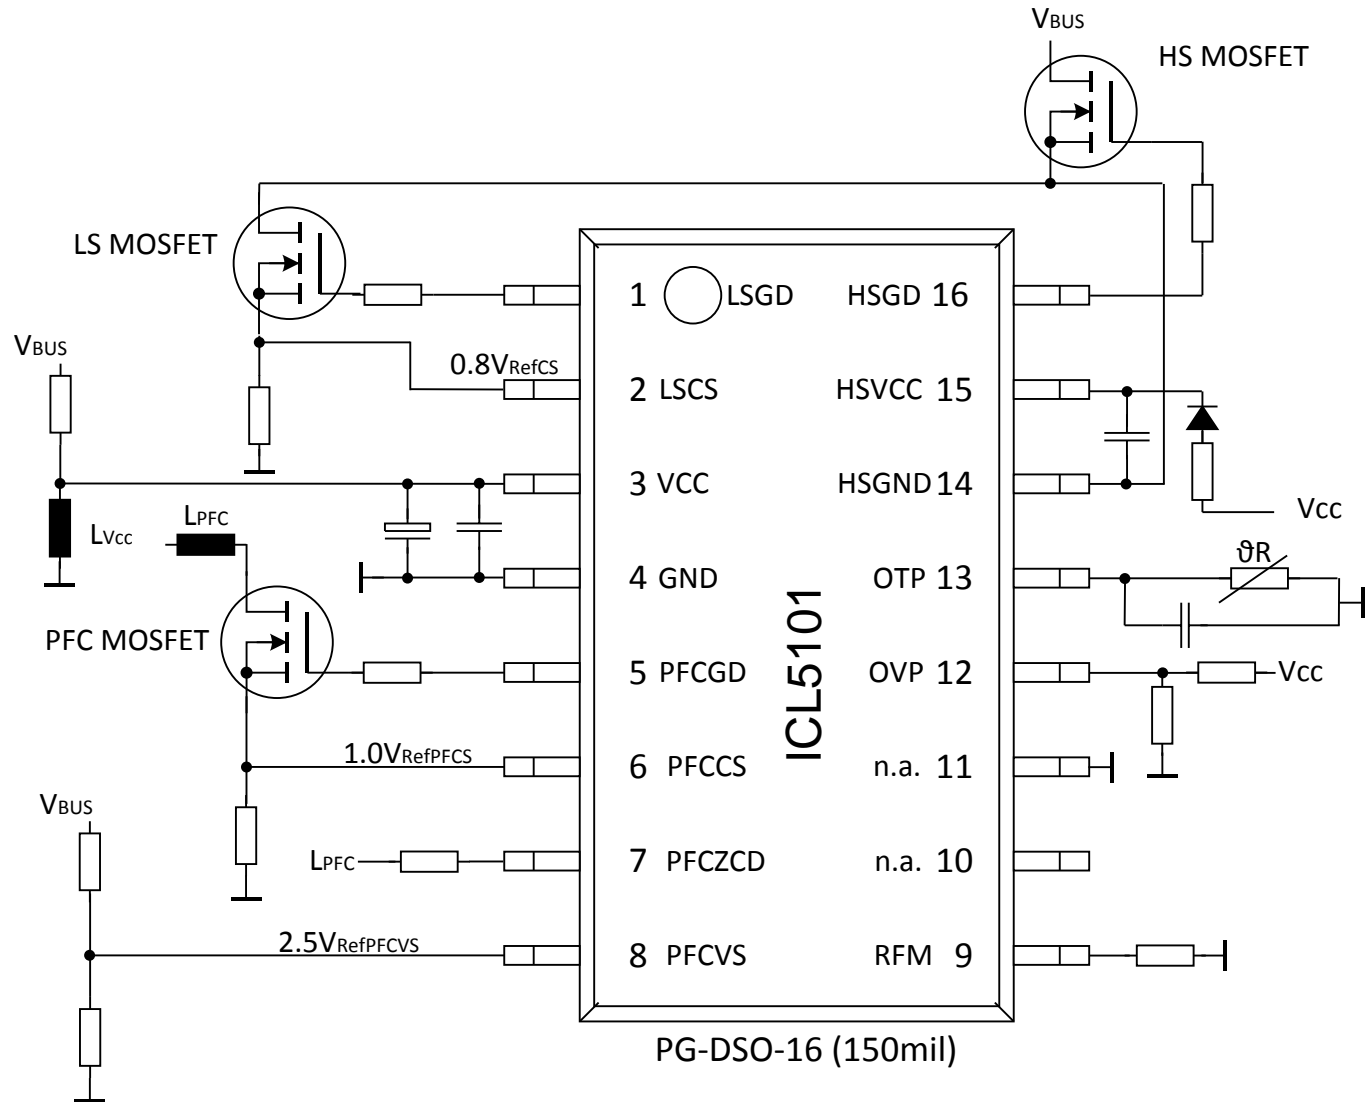 VBUS
HS MOSFET
LS MOSFET
1 LSGD HSGD 16
VBUS
0.8VRefCS
2 LSCS HSVCC 15
3 VCC HSGND 14
LVcc
LPFC
Vcc
ϑR
4 GND OTP 13
PFC MOSFET
5 PFCGD OVP 12
Vcc
ICL5101
1.0VRefPFCS
6 PFCCS n.a. 11
VBUS
LPFC
7 PFCZCD n.a. 10
2.5VRefPFCVS
8 PFCVS RFM 9
PG-DSO-16 (150mil)